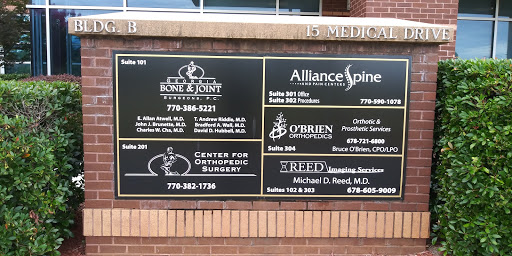 BLDG. B
15 MEDICAL DRIVE
Suite 101
GEORGIA
BONE & JOINT
SURGEONS, P.C.
770-386-5221
E. Allan Atwell, M.D.
T. Andrew Riddle, M.D.
John J. Brunetta, M.D.
Bradford A. Wall, M.D.
Charles W. Cha, M.D.
David D. Hubbell, M.D.
Suite 201
CENTER FOR
ORTHOPEDIC
SURGERY
770-382-1736
Alliance Spine
AND PAIN CENTERS
Suite 301 Office
Suite 302 Procedures
770-590-1078
O'BRIEN
ORTHOPEDICS
Suite 304
Orthotic &
Prosthetic Services
678-721-6800
Bruce O'Brien, CPO/LPO
REED Imaging Services
Michael D. Reed, M.D.
Suites 102 & 303
678-605-9009